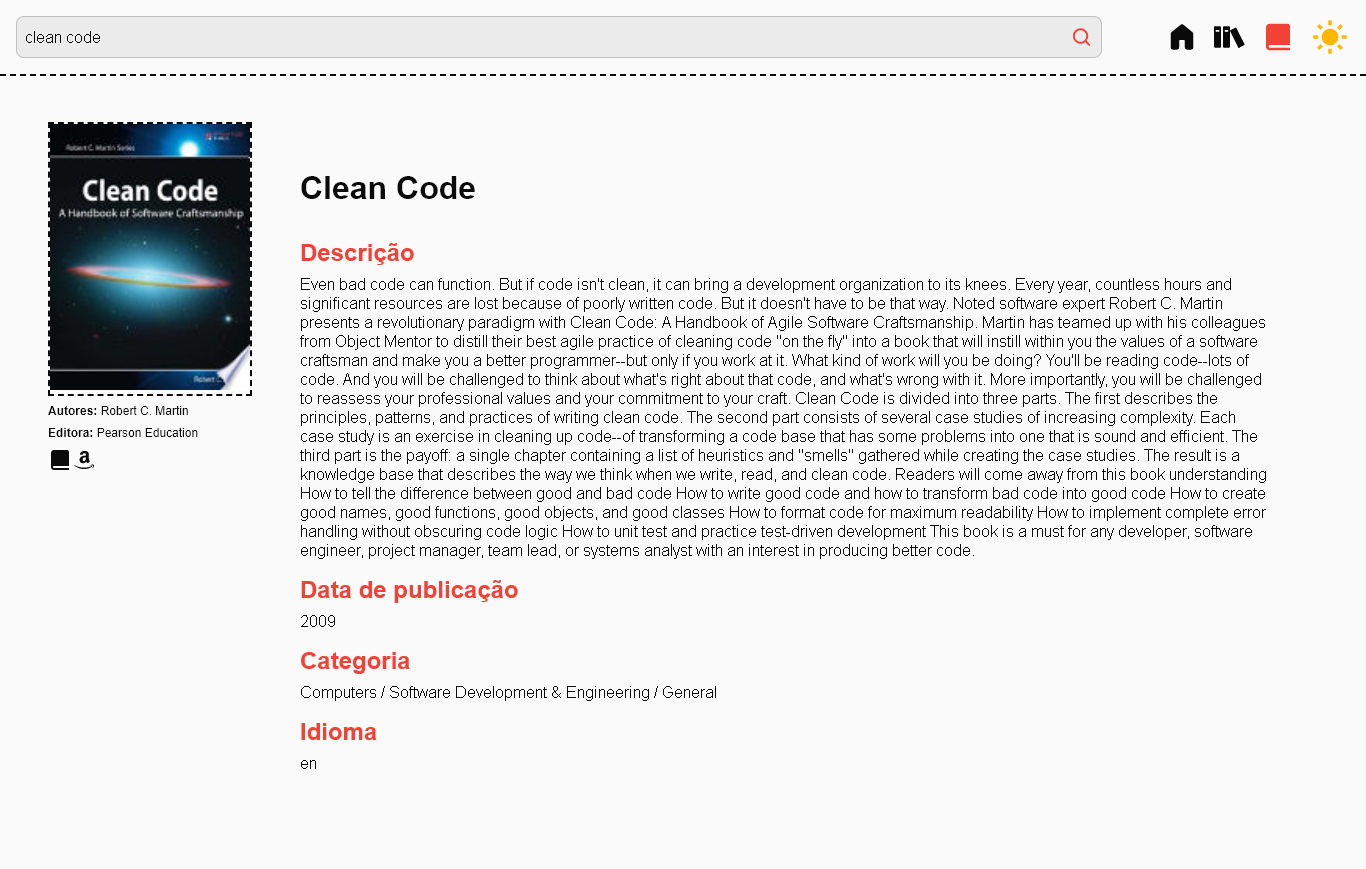 clean code
Robert C. Martin Series
Clean Code
A Handbook of Software Craftsmanship
Robert C.
Autores: Robert C. Martin
Editora: Pearson Education
Clean Code
Descrição
Even bad code can function. But if code isn't clean, it can bring a development organization to its knees. Every year, countless hours and
significant resources are lost because of poorly written code. But it doesn't have to be that way. Noted software expert Robert C. Martin
presents a revolutionary paradigm with Clean Code: A Handbook of Agile Software Craftsmanship. Martin has teamed up with his colleagues
from Object Mentor to distill their best agile practice of cleaning code "on the fly" into a book that will instill within you the values of a software
craftsman and make you a better programmer--but only if you work at it. What kind of work will you be doing? You'll be reading code--lots of
code. And you will be challenged to think about what's right about that code, and what's wrong with it. More importantly, you will be challenged
to reassess your professional values and your commitment to your craft. Clean Code is divided into three parts. The first describes the
principles, patterns, and practices of writing clean code. The second part consists of several case studies of increasing complexity. Each
case study is an exercise in cleaning up code--of transforming a code base that has some problems into one that is sound and efficient. The
third part is the payoff: a single chapter containing a list of heuristics and "smells" gathered while creating the case studies. The result is a
knowledge base that describes the way we think when we write, read, and clean code. Readers will come away from this book understanding
How to tell the difference between good and bad code How to write good code and how to transform bad code into good code How to create
good names, good functions, good objects, and good classes How to format code for maximum readability How to implement complete error
handling without obscuring code logic How to unit test and practice test-driven development This book is a must for any developer, software
engineer, project manager, team lead, or systems analyst with an interest in producing better code.
Data de publicação
2009
Categoria
Computers / Software Development & Engineering / General
Idioma
en